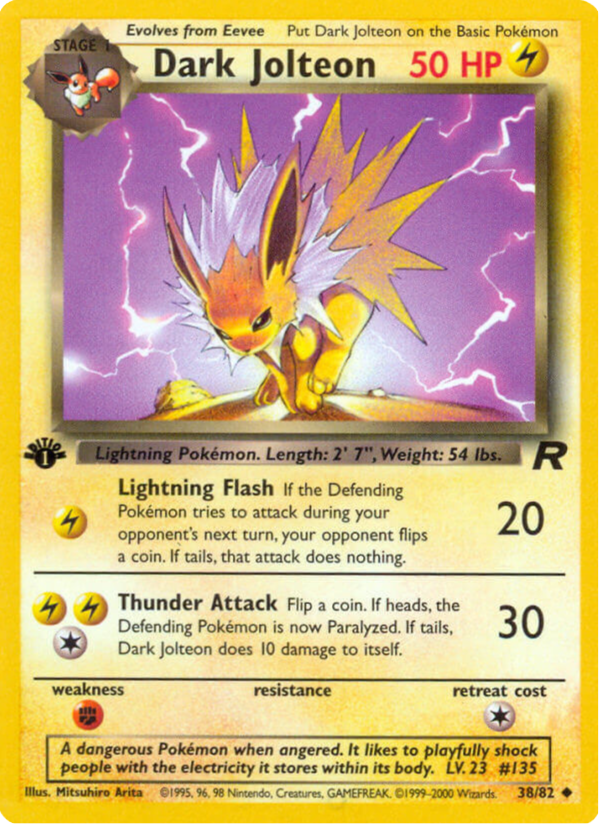 Evolves from Eevee Put Dark Jolteon on the Basic Pokémon
STAGE 1
Dark Jolteon 50 HP
EDITION
1
Lightning Pokémon. Length: 2' 7", Weight: 54 lbs.
R
Lightning Flash If the Defending
Pokémon tries to attack during your
opponent's next turn, your opponent flips
a coin. If tails, that attack does nothing.
20
Thunder Attack Flip a coin. If heads, the
Defending Pokémon is now Paralyzed. If tails,
Dark Jolteon does 10 damage to itself.
30
weakness resistance retreat cost
A dangerous Pokémon when angered. It likes to playfully shock
people with the electricity it stores within its body. LV. 23 #135
Illus. Mitsuhiro Arita ©1995, 96, 98 Nintendo, Creatures, GAMEFREAK. ©1999-2000 Wizards. 38/82